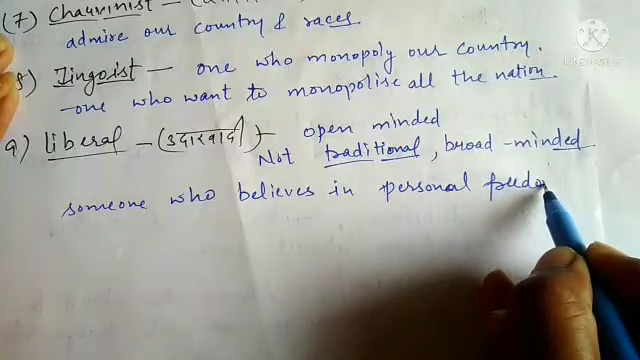 (7) Chauvinist —
admire our country & races.
8) Jingoist — one who monopoly our country.
-one who want to monopolise all the nation
9) liberal - (उदारवादी) - open minded
Not traditional, broad-minded.
someone who believes in personal freedo